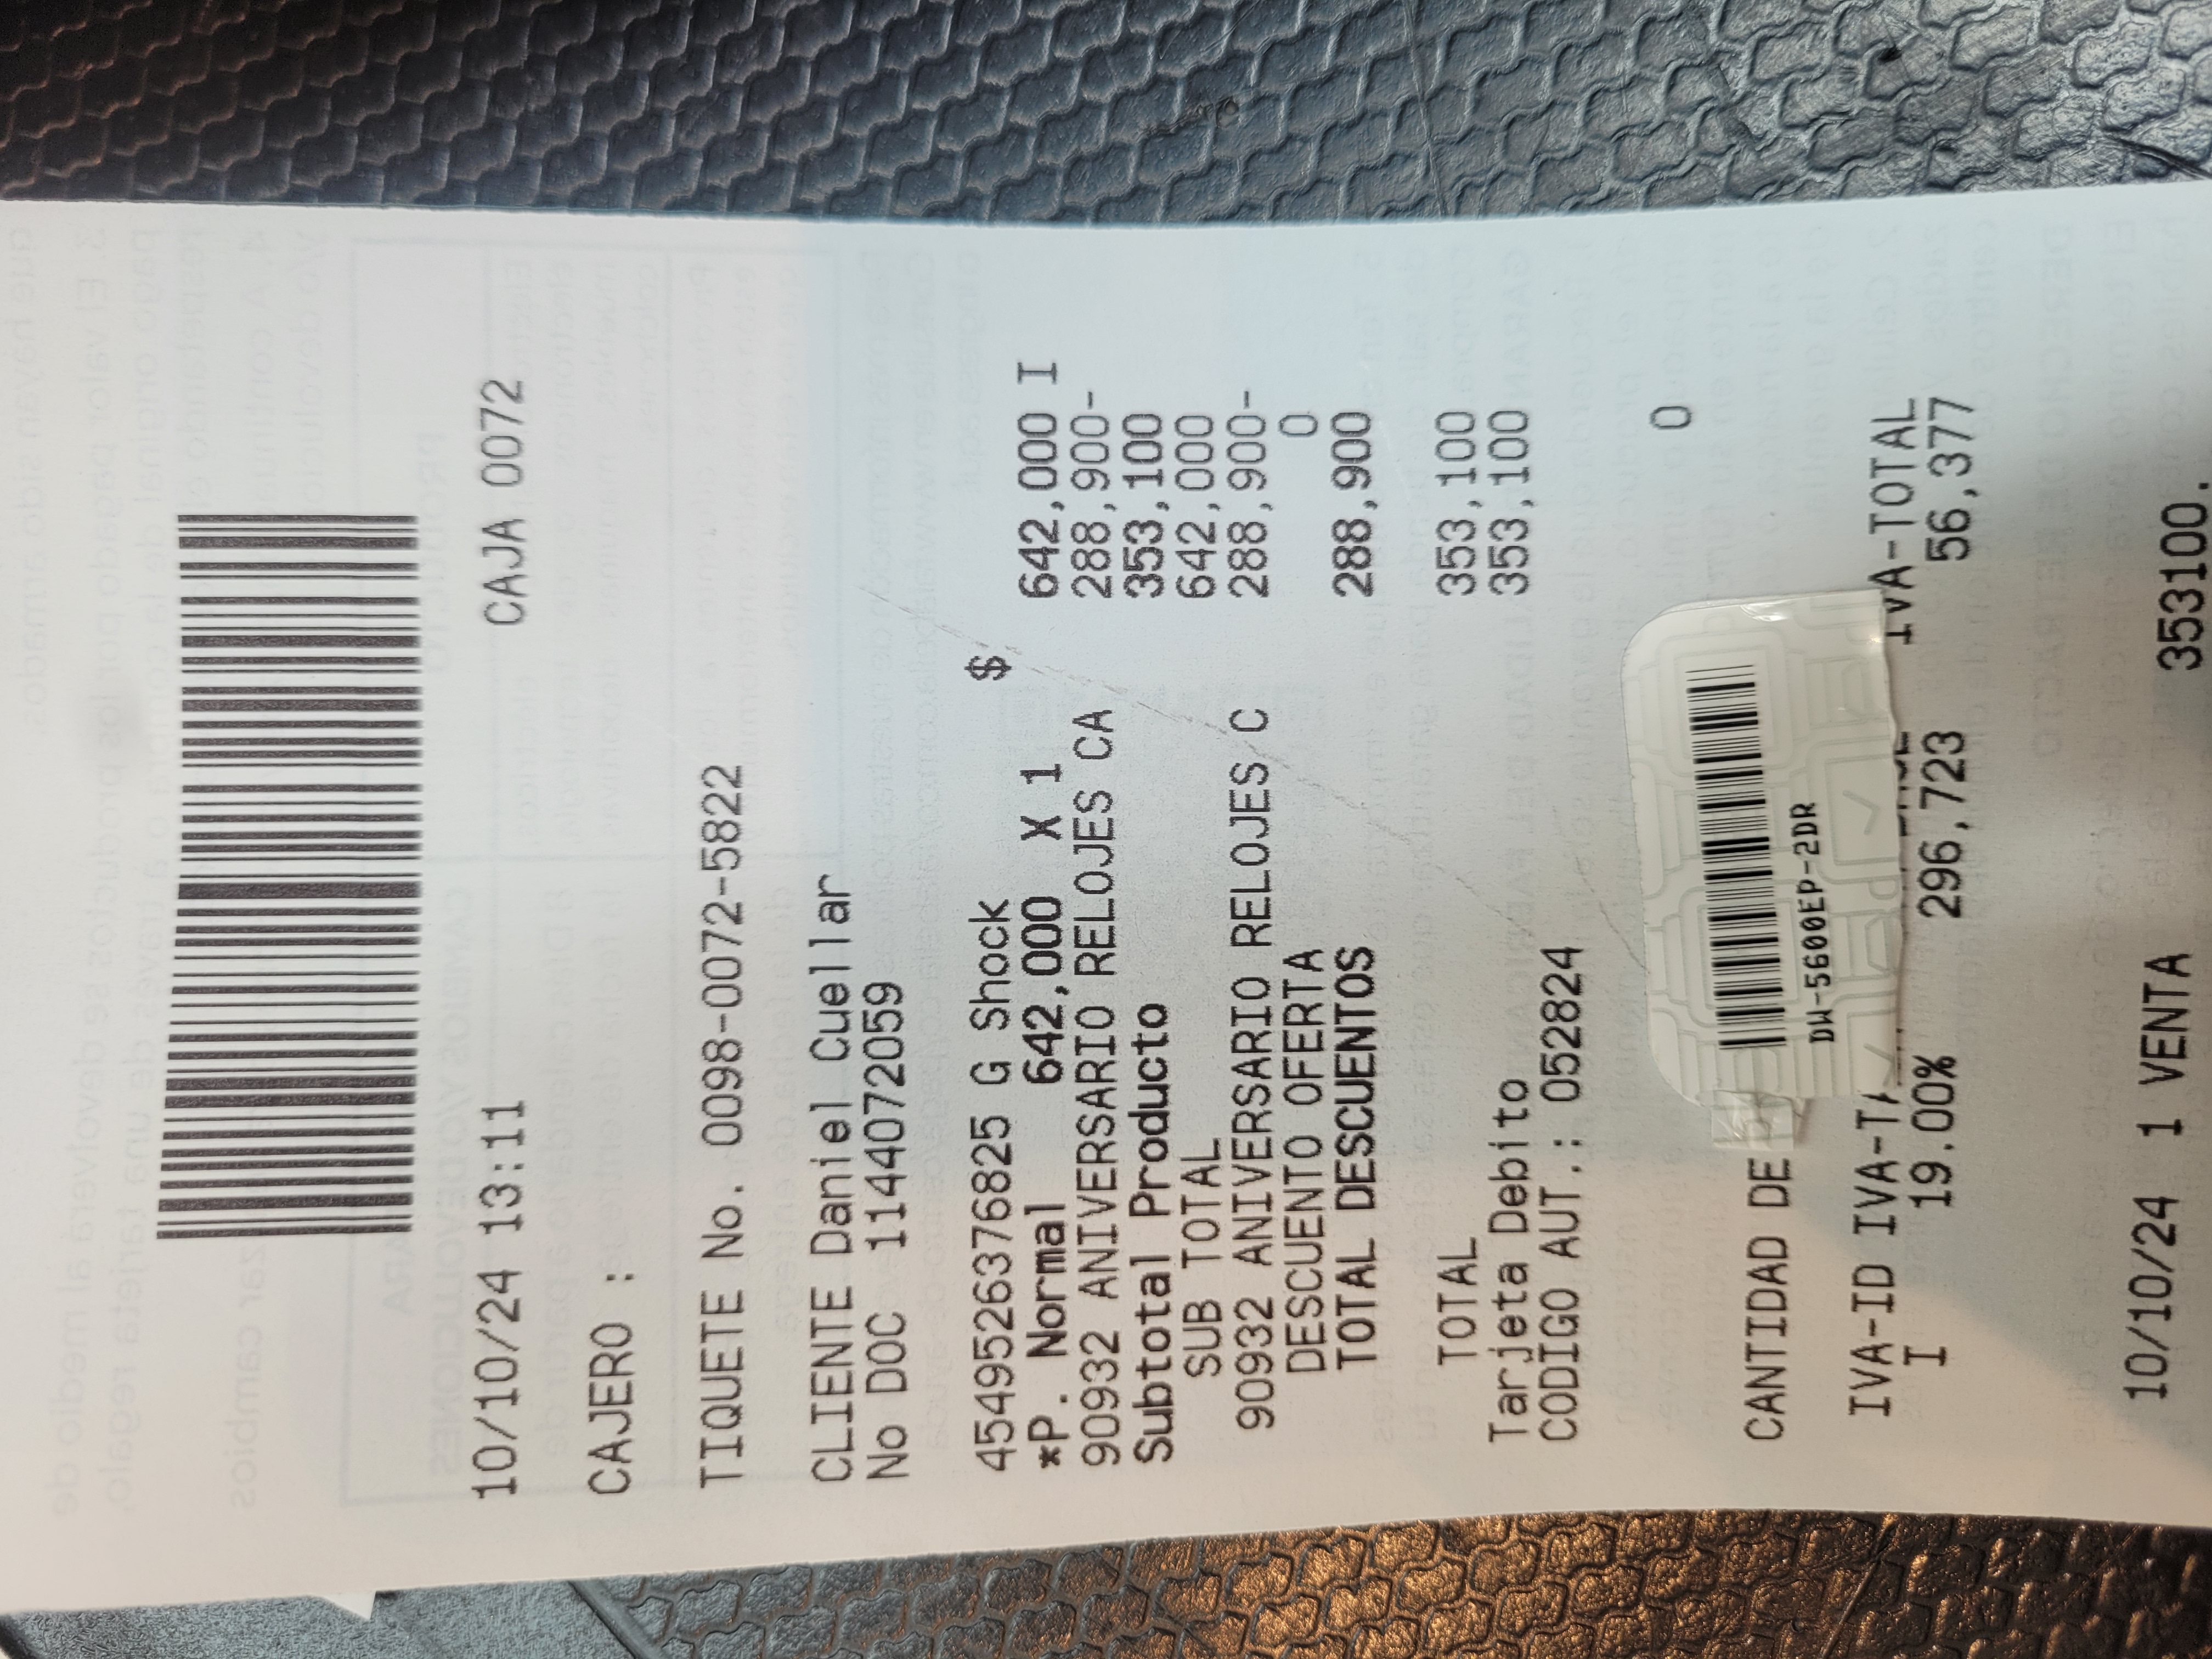 10/10/24 13:11 CAJA 0072
CAJERO :
TIQUETE No. 0098-0072-5822
CLIENTE Daniel Cuellar
No DOC 1144072059
4549526376825 G Shock $
*P. Normal 642,000 X 1 642,000 I
90932 ANIVERSARIO RELOJES CA 288,900-
Subtotal Producto 353,100
SUB TOTAL 642,000
90932 ANIVERSARIO RELOJES C 288,900-
DESCUENTO OFERTA 0
TOTAL DESCUENTOS 288,900
TOTAL 353,100
Tarjeta Debito 353,100
CODIGO AUT.: 052824
0
CANTIDAD DE
DW-5600EP-2DR
IVA-ID IVA-TA IVA-TOTAL
I 19.00% 296,723 56,377
10/10/24 1 VENTA 353100.